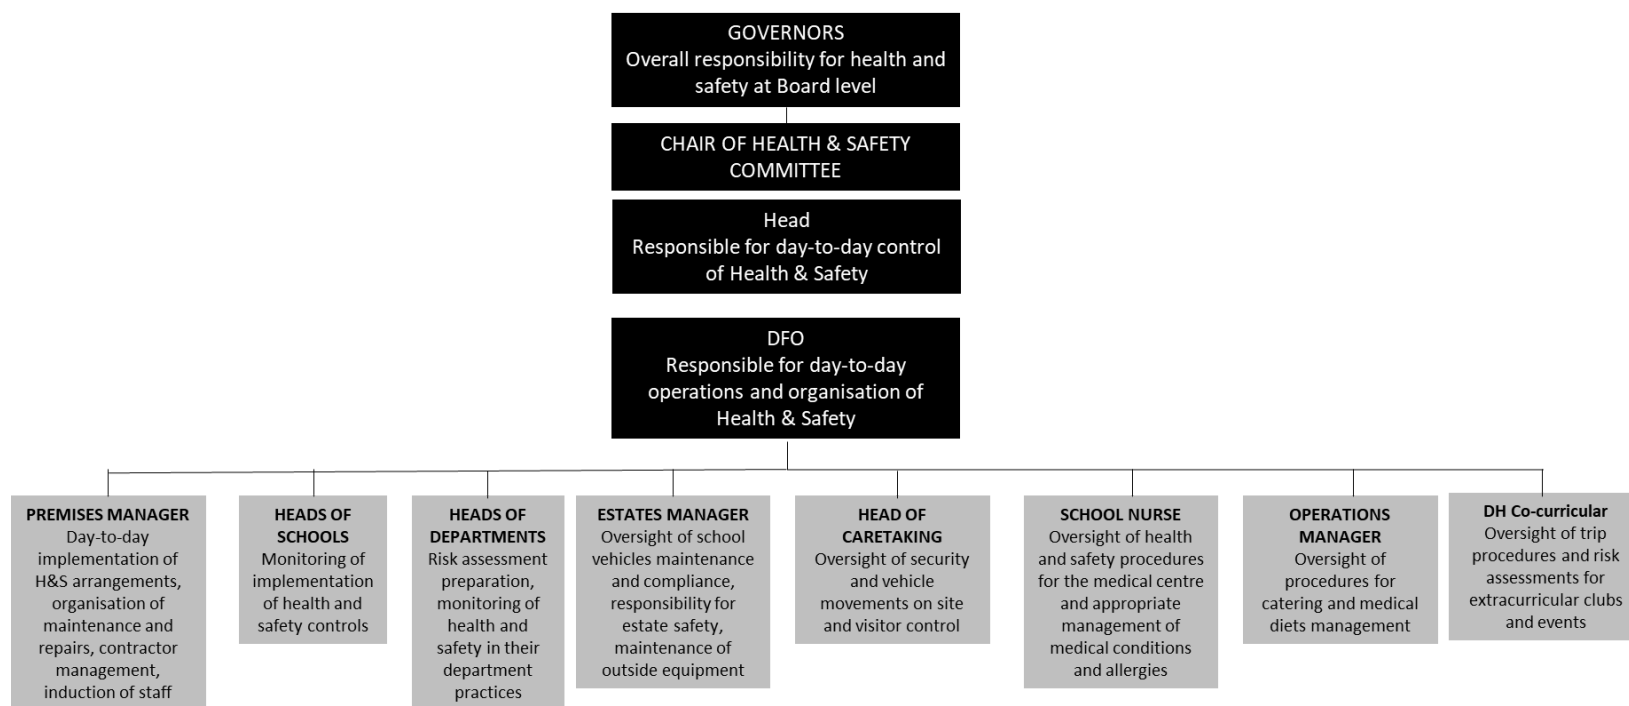 GOVERNORS
Overall responsibility for health and
safety at Board level
CHAIR OF HEALTH & SAFETY
COMMITTEE
Head
Responsible for day-to-day control
of Health & Safety
DFO
Responsible for day-to-day
operations and organisation of
Health & Safety
PREMISES MANAGER
Day-to-day
implementation of
H&S arrangements,
organisation of
maintenance and
repairs, contractor
management,
induction of staff
HEADS OF
SCHOOLS
Monitoring of
implementation
of health and
safety controls
HEADS OF
DEPARTMENTS
Risk assessment
preparation,
monitoring of
health and
safety in their
department
practices
ESTATES MANAGER
Oversight of school
vehicles maintenance
and compliance,
responsibility for
estate safety,
maintenance of
outside equipment
HEAD OF
CARETAKING
Oversight of security
and vehicle
movements on site
and visitor control
SCHOOL NURSE
Oversight of health
and safety procedures
for the medical centre
and appropriate
management of
medical conditions
and allergies
OPERATIONS
MANAGER
Oversight of
procedures for
catering and medical
diets management
DH Co-curricular
Oversight of trip
procedures and risk
assessments for
extracurricular clubs
and events